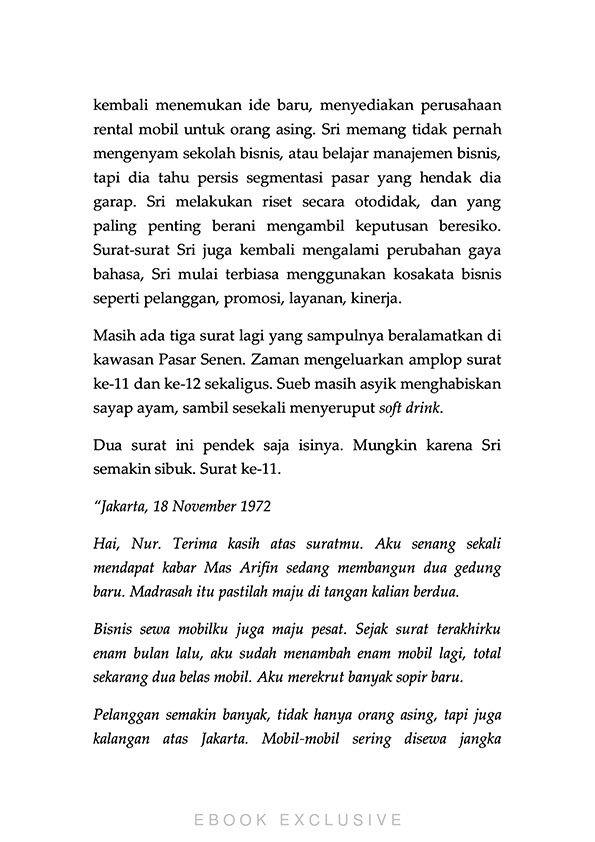 kembali menemukan ide baru, menyediakan perusahaan
rental mobil untuk orang asing. Sri memang tidak pernah
mengenyam sekolah bisnis, atau belajar manajemen bisnis,
tapi dia tahu persis segmentasi pasar yang hendak dia
garap. Sri melakukan riset secara otodidak, dan yang
paling penting berani mengambil keputusan beresiko.
Surat-surat Sri juga kembali mengalami perubahan gaya
bahasa, Sri mulai terbiasa menggunakan kosakata bisnis
seperti pelanggan, promosi, layanan, kinerja.
Masih ada tiga surat lagi yang sampulnya beralamatkan di
kawasan Pasar Senen. Zaman mengeluarkan amplop surat
ke-11 dan ke-12 sekaligus. Sueb masih asyik menghabiskan
sayap ayam, sambil sesekali menyeruput soft drink.
Dua surat ini pendek saja isinya. Mungkin karena Sri
semakin sibuk. Surat ke-11.
“Jakarta, 18 November 1972
Hai, Nur. Terima kasih atas suratmu. Aku senang sekali
mendapat kabar Mas Arifin sedang membangun dua gedung
baru. Madrasah itu pastilah maju di tangan kalian berdua.
Bisnis sewa mobilku juga maju pesat. Sejak surat terakhirku
enam bulan lalu, aku sudah menambah enam mobil lagi, total
sekarang dua belas mobil. Aku merekrut banyak sopir baru.
Pelanggan semakin banyak, tidak hanya orang asing, tapi juga
kalangan atas Jakarta. Mobil-mobil sering disewa jangka
EBOOK EXCLUSIVE